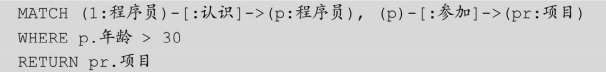 MATCH (1:程序员)-[:认识]->(p:程序员), (p)-[:参加]->(pr:项目)
WHERE p.年龄 > 30
RETURN pr.项目